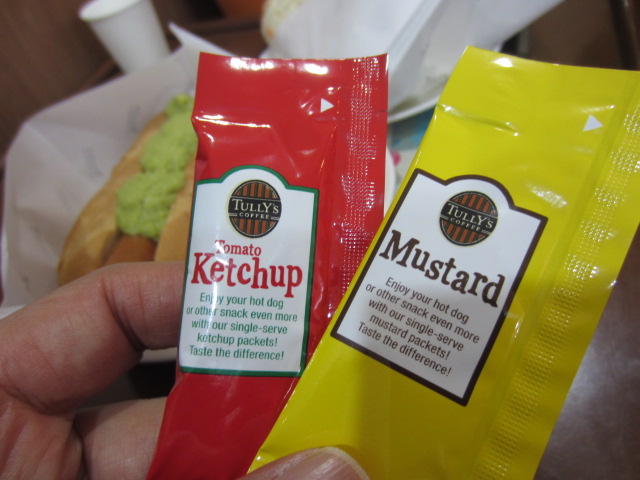 TULLY'S
COFFEE
Tomato
Ketchup
Enjoy your hot dog
or other snack even more
with our single-serve
ketchup packets!
Taste the difference!
TULLY'S
COFFEE
Mustard
Enjoy your hot dog
or other snack even more
with our single-serve
mustard packets!
Taste the difference!